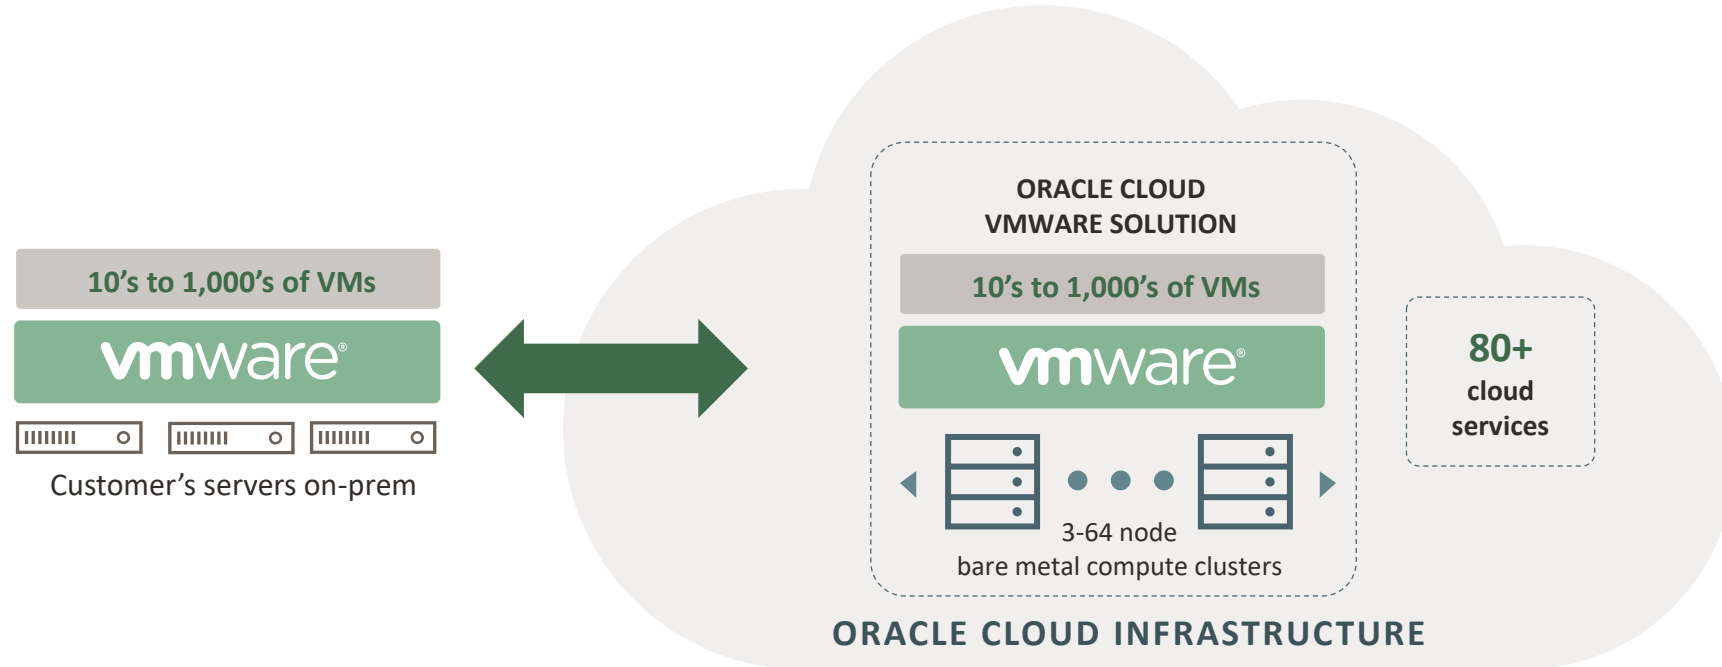 10's to 1,000's of VMs
vmware®
Customer's servers on-prem
ORACLE CLOUD
VMWARE SOLUTION
10's to 1,000's of VMs
vmware®
3-64 node
bare metal compute clusters
80+
cloud
services
ORACLE CLOUD INFRASTRUCTURE